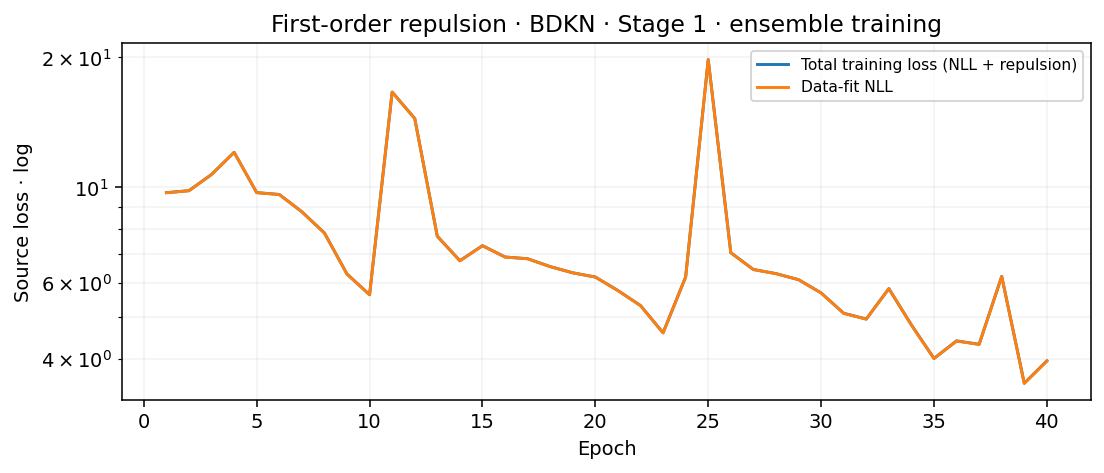 First-order repulsion · BDKN · Stage 1 · ensemble training
2 × 10¹
Total training loss (NLL + repulsion)
Data-fit NLL
10¹
6 × 10⁰
4 × 10⁰
Source loss · log
0 5 10 15 20 25 30 35 40
Epoch